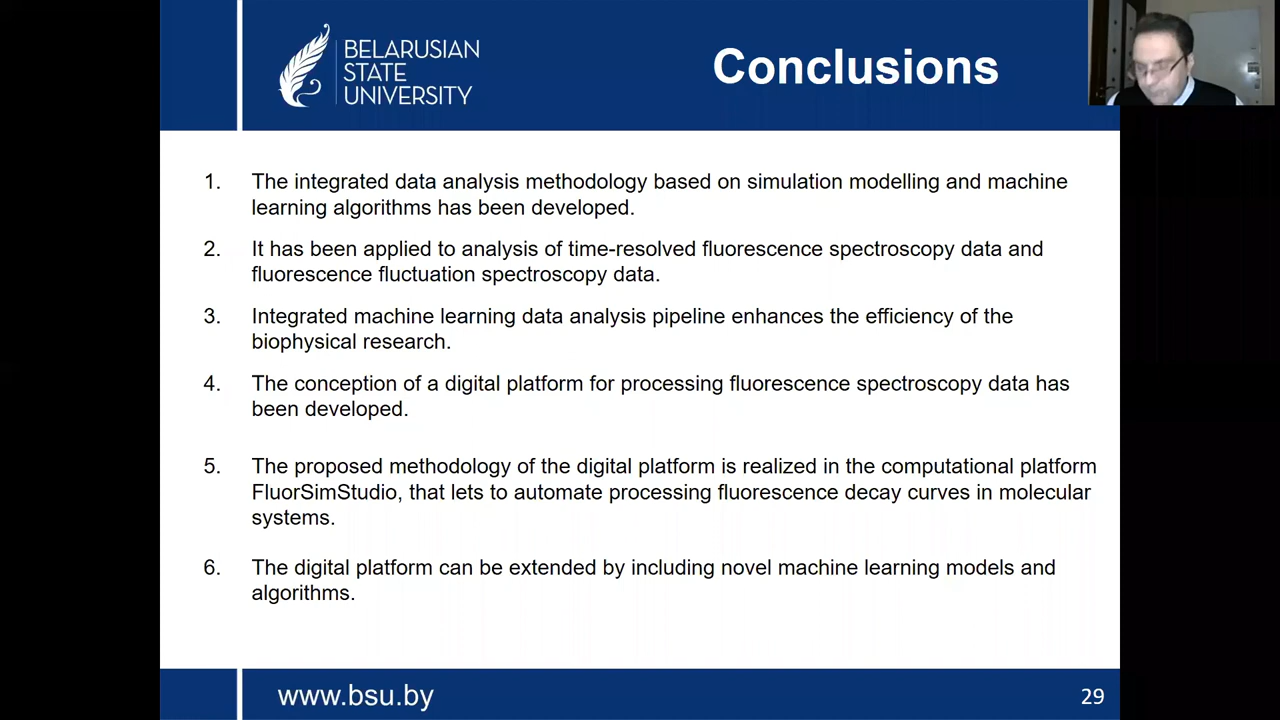 BELARUSIAN
STATE
UNIVERSITY
Conclusions
1. The integrated data analysis methodology based on simulation modelling and machine
learning algorithms has been developed.
2. It has been applied to analysis of time-resolved fluorescence spectroscopy data and
fluorescence fluctuation spectroscopy data.
3. Integrated machine learning data analysis pipeline enhances the efficiency of the
biophysical research.
4. The conception of a digital platform for processing fluorescence spectroscopy data has
been developed.
5. The proposed methodology of the digital platform is realized in the computational platform
FluorSimStudio, that lets to automate processing fluorescence decay curves in molecular
systems.
6. The digital platform can be extended by including novel machine learning models and
algorithms.
www.bsu.by
29